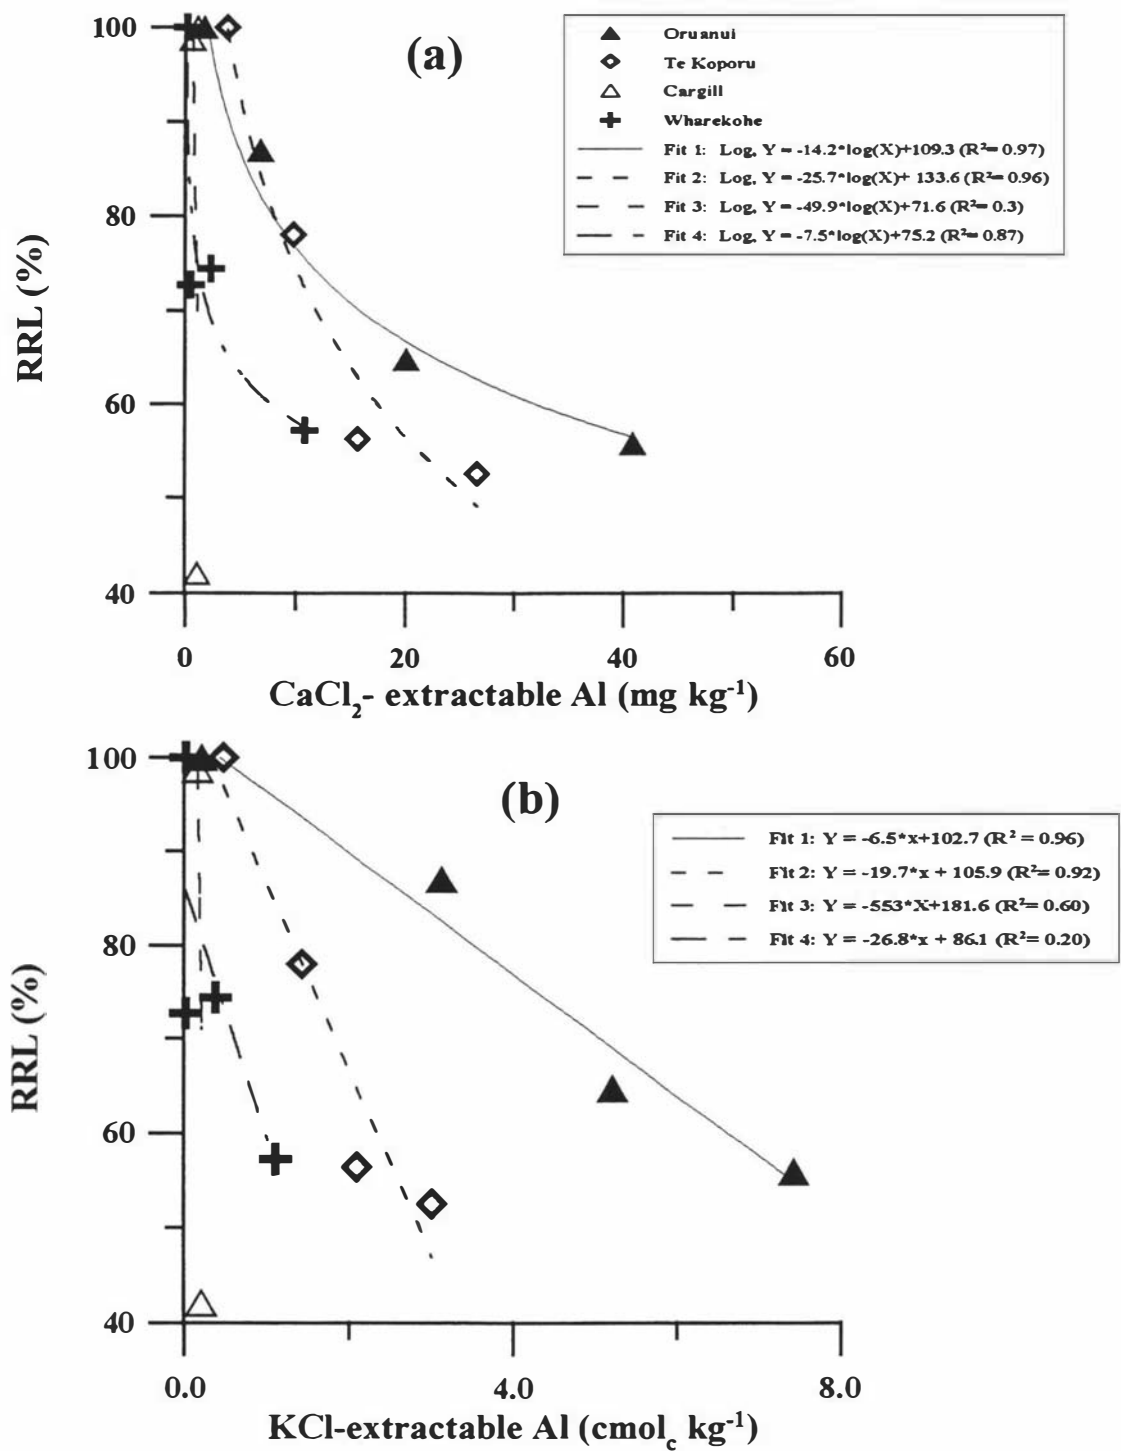 100
80
60
40
RRL (%)
(a)
Oruanui
Te Koporu
Cargill
Wharekohe
Fit 1: Log, Y = -14.2*log(X)+109.3 (R²= 0.97)
Fit 2: Log, Y = -25.7*log(X)+ 133.6 (R²= 0.96)
Fit 3: Log, Y = -49.9*log(X)+71.6 (R²= 0.3)
Fit 4: Log, Y = -7.5*log(X)+75.2 (R²= 0.87)
0 20 40 60
CaCl₂- extractable Al (mg kg⁻¹)
100
80
60
40
RRL (%)
(b)
Fit 1: Y = -6.5*x+102.7 (R² = 0.96)
Fit 2: Y = -19.7*x + 105.9 (R²= 0.92)
Fit 3: Y = -553*X+181.6 (R²= 0.60)
Fit 4: Y = -26.8*x + 86.1 (R²= 0.20)
0.0 4.0 8.0
KCl-extractable Al (cmol_c kg⁻¹)